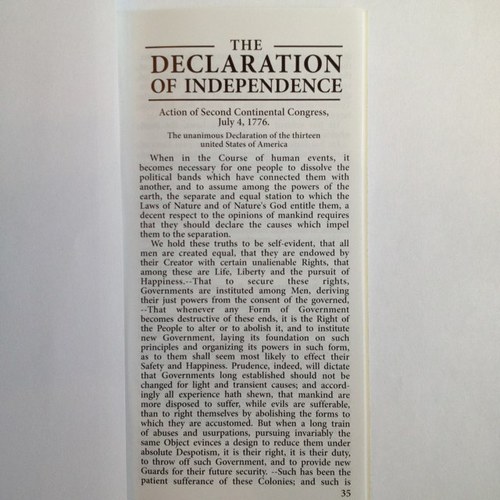 THE
DECLARATION
OF INDEPENDENCE
Action of Second Continental Congress,
July 4, 1776.
The unanimous Declaration of the thirteen
united States of America
When in the Course of human events, it
becomes necessary for one people to dissolve the
political bands which have connected them with
another, and to assume among the powers of the
earth, the separate and equal station to which the
Laws of Nature and of Nature's God entitle them, a
decent respect to the opinions of mankind requires
that they should declare the causes which impel
them to the separation.
We hold these truths to be self-evident, that all
men are created equal, that they are endowed by
their Creator with certain unalienable Rights, that
among these are Life, Liberty and the pursuit of
Happiness.--That to secure these rights,
Governments are instituted among Men, deriving
their just powers from the consent of the governed,
--That whenever any Form of Government
becomes destructive of these ends, it is the Right of
the People to alter or to abolish it, and to institute
new Government, laying its foundation on such
principles and organizing its powers in such form,
as to them shall seem most likely to effect their
Safety and Happiness. Prudence, indeed, will dictate
that Governments long established should not be
changed for light and transient causes; and accord-
ingly all experience hath shewn, that mankind are
more disposed to suffer, while evils are sufferable,
than to right themselves by abolishing the forms to
which they are accustomed. But when a long train
of abuses and usurpations, pursuing invariably the
same Object evinces a design to reduce them under
absolute Despotism, it is their right, it is their duty,
to throw off such Government, and to provide new
Guards for their future security. --Such has been the
patient sufferance of these Colonies; and such is
35